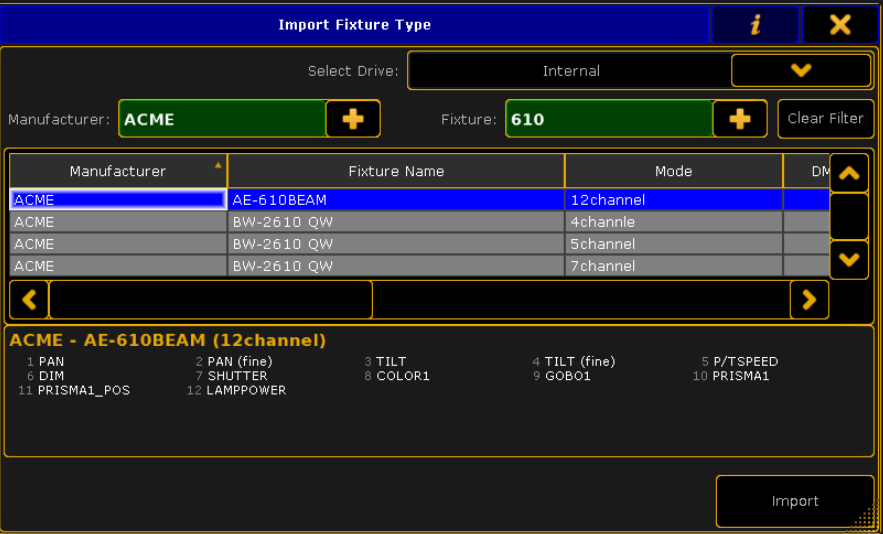 Import Fixture Type
Select Drive: Internal
Manufacturer: ACME Fixture: 610 Clear Filter
Manufacturer Fixture Name Mode DM
ACME AE-610BEAM 12channel
ACME BW-2610 QW 4channle
ACME BW-2610 QW 5channel
ACME BW-2610 QW 7channel
ACME - AE-610BEAM (12channel)
1 PAN 2 PAN (fine) 3 TILT 4 TILT (fine) 5 P/TSPEED
6 DIM 7 SHUTTER 8 COLOR1 9 GOBO1 10 PRISMA1
11 PRISMA1_POS 12 LAMPPOWER
Import